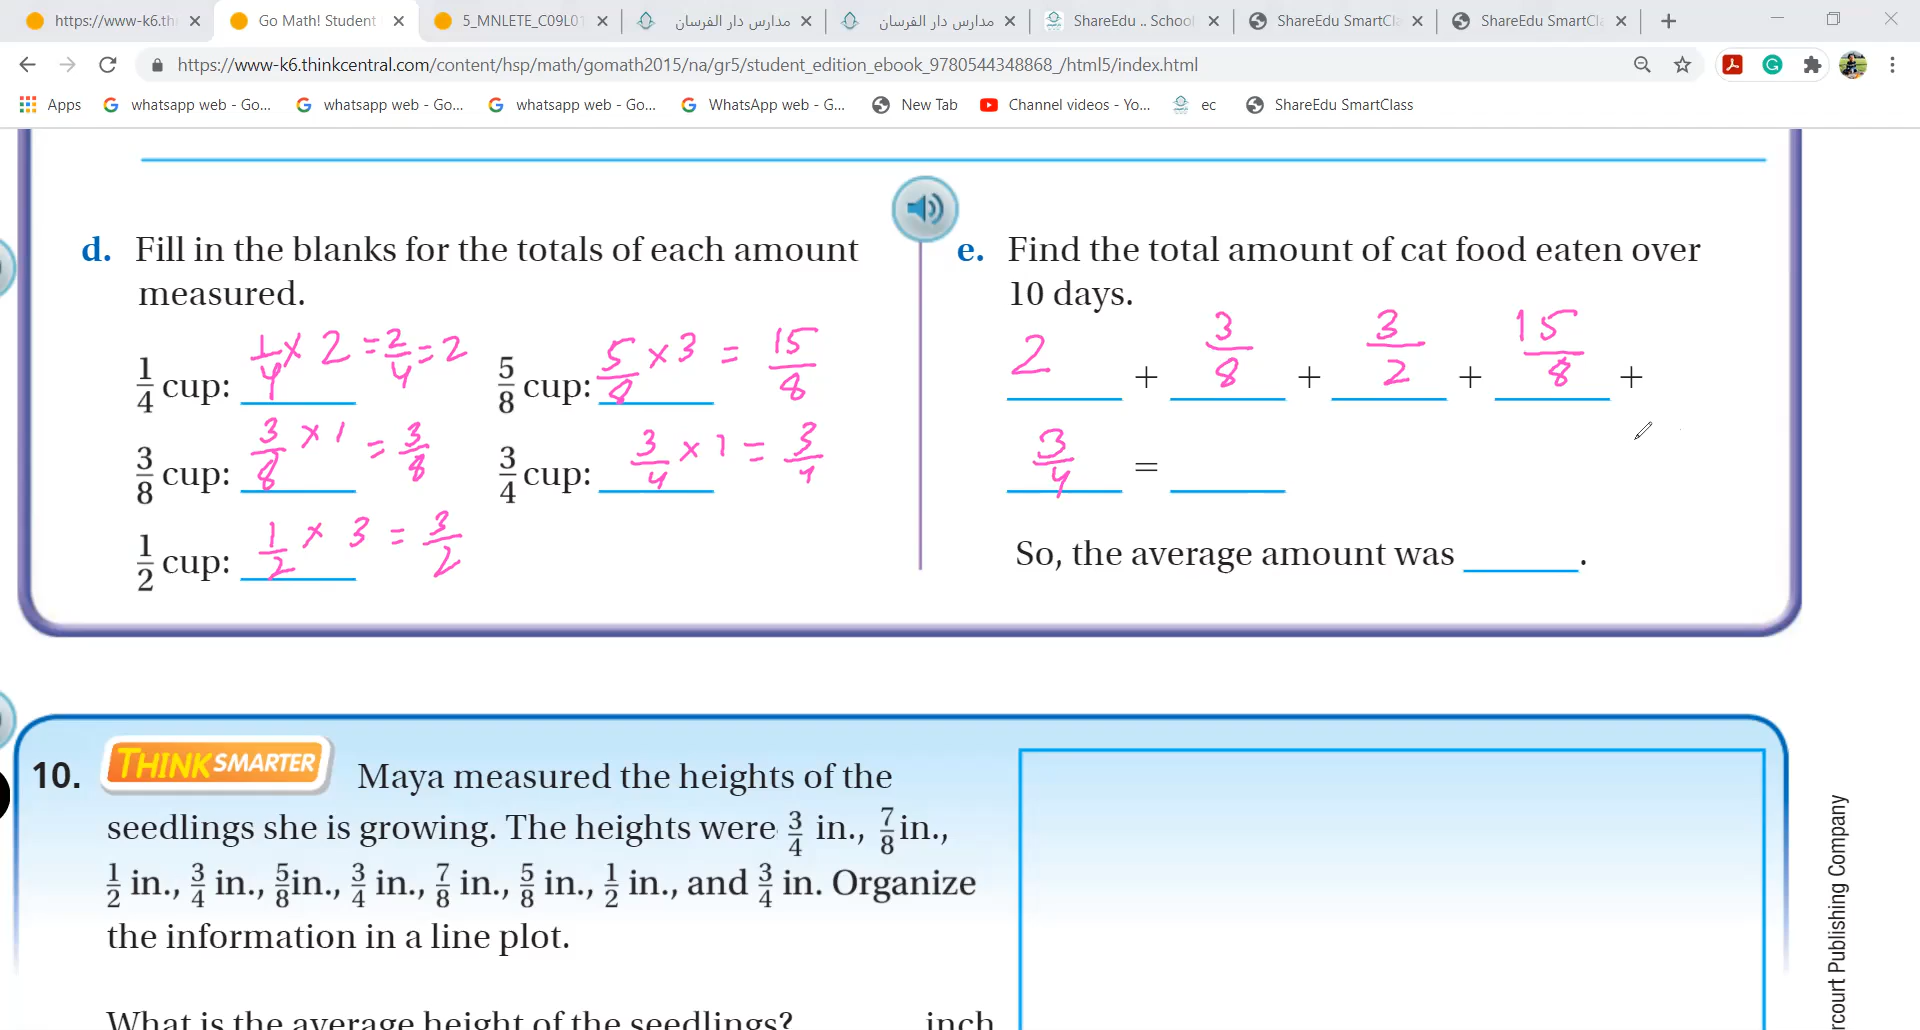 https://www-k6.th
Go Math! Student
5_MNLETE_C09L01
مدارس دار الفرسان
مدارس دار الفرسان
ShareEdu .. School
ShareEdu SmartCla
ShareEdu SmartCla
https://www-k6.thinkcentral.com/content/hsp/math/gomath2015/na/gr5/student_edition_ebook_9780544348868_/html5/index.html
Apps
whatsapp web - Go...
whatsapp web - Go...
whatsapp web - Go...
WhatsApp web - G...
New Tab
Channel videos - Yo...
ec
ShareEdu SmartClass
d. Fill in the blanks for the totals of each amount
measured.
1/4 cup: 1/4 × 2 = 2/4 = 2
5/8 cup: 5/8 × 3 = 15/8
3/8 cup: 3/8 × 1 = 3/8
3/4 cup: 3/4 × 1 = 3/4
1/2 cup: 1/2 × 3 = 3/2
e. Find the total amount of cat food eaten over
10 days.
2 + 3/8 + 3/2 + 15/8 +
3/4 =
So, the average amount was ______.
10. THINK SMARTER Maya measured the heights of the
seedlings she is growing. The heights were 3/4 in., 7/8 in.,
1/2 in., 3/4 in., 5/8 in., 3/4 in., 7/8 in., 5/8 in., 1/2 in., and 3/4 in. Organize
the information in a line plot.
What is the average height of the seedlings? ______ inch
rcourt Publishing Company